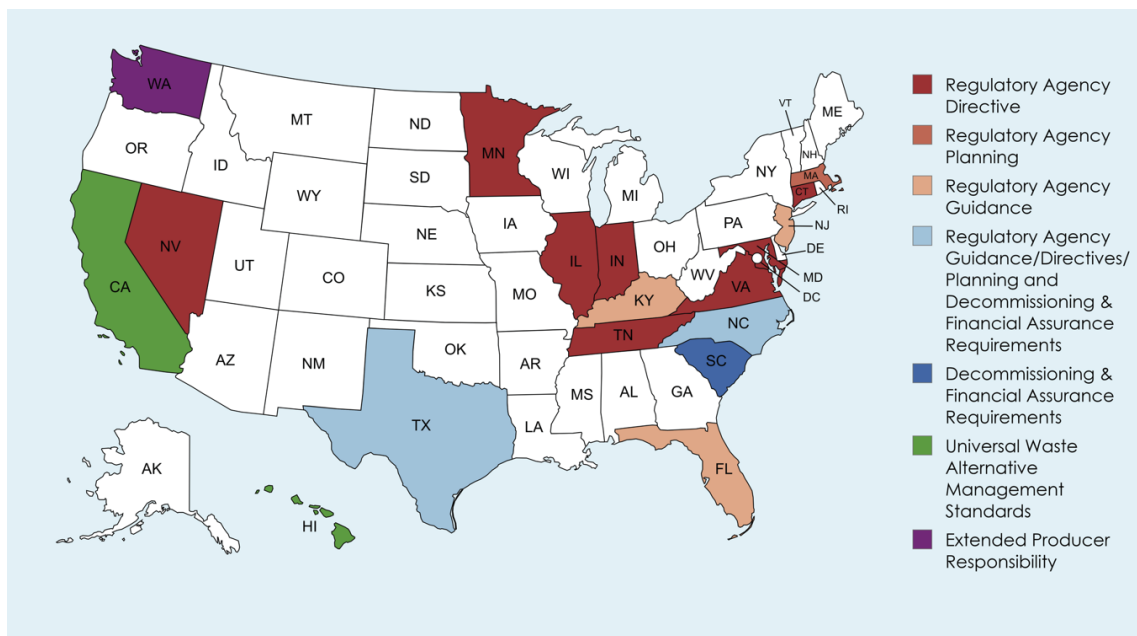 WA
MT
ND
MN
VT
ME
OR
ID
SD
WI
MI
NY
NH
MA
CT
RI
WY
IA
PA
NJ
NV
NE
IL
IN
OH
DE
UT
CO
WV
VA
MD
DC
CA
KS
MO
KY
NC
TN
AZ
NM
OK
AR
SC
MS
AL
GA
TX
LA
FL
AK
HI
Regulatory Agency
Directive
Regulatory Agency
Planning
Regulatory Agency
Guidance
Regulatory Agency
Guidance/Directives/
Planning and
Decommissioning &
Financial Assurance
Requirements
Decommissioning &
Financial Assurance
Requirements
Universal Waste
Alternative
Management
Standards
Extended Producer
Responsibility